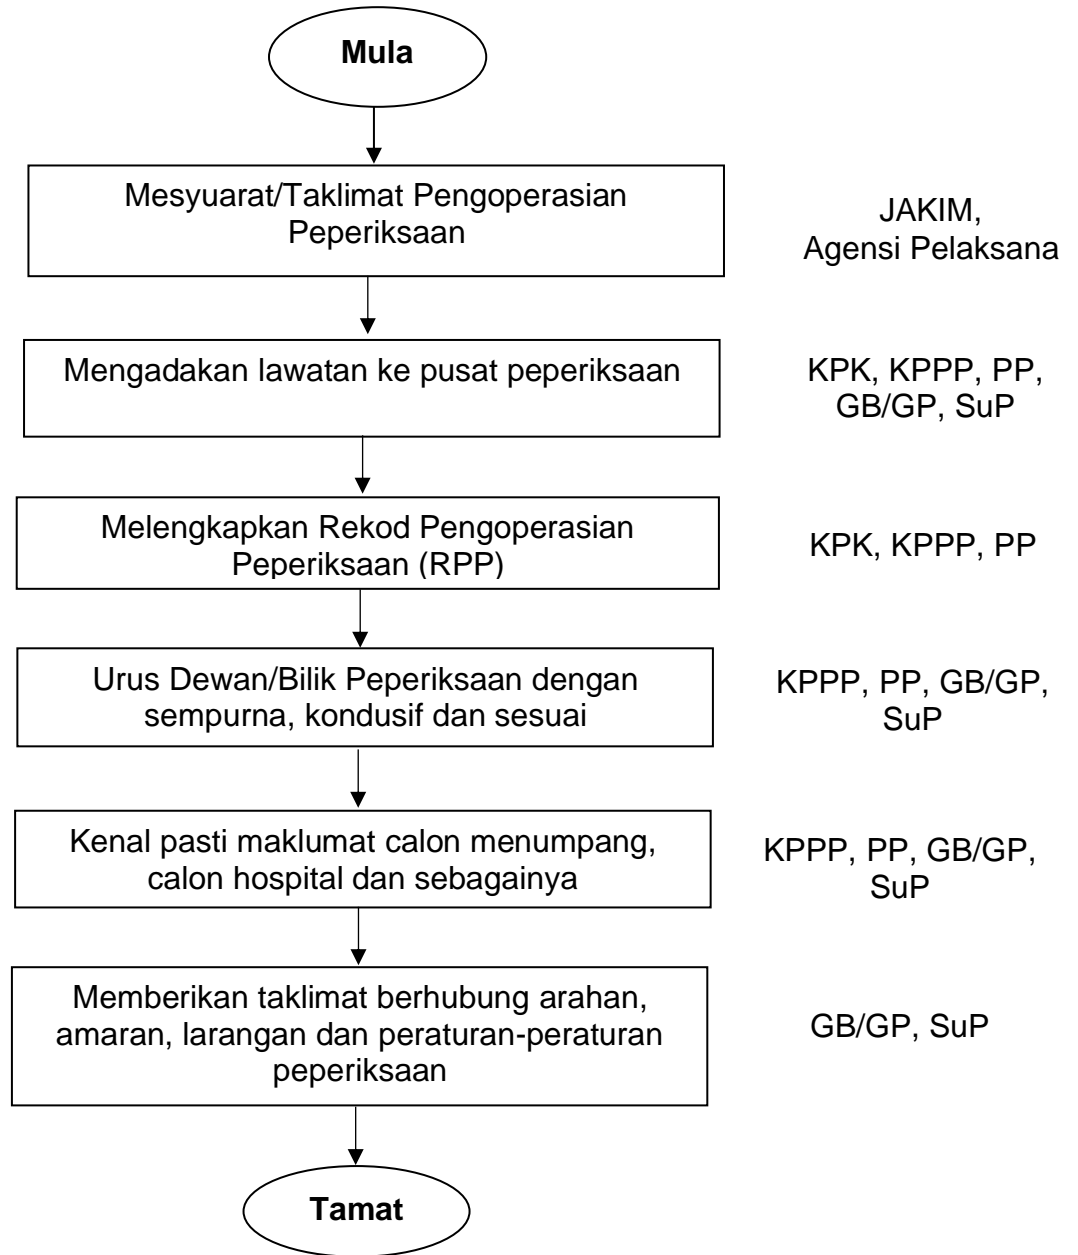 Mula
Mesyuarat/Taklimat Pengoperasian
Peperiksaan
JAKIM,
Agensi Pelaksana
Mengadakan lawatan ke pusat peperiksaan
KPK, KPPP, PP,
GB/GP, SuP
Melengkapkan Rekod Pengoperasian
Peperiksaan (RPP)
KPK, KPPP, PP
Urus Dewan/Bilik Peperiksaan dengan
sempurna, kondusif dan sesuai
KPPP, PP, GB/GP,
SuP
Kenal pasti maklumat calon menumpang,
calon hospital dan sebagainya
KPPP, PP, GB/GP,
SuP
Memberikan taklimat berhubung arahan,
amaran, larangan dan peraturan-peraturan
peperiksaan
GB/GP, SuP
Tamat